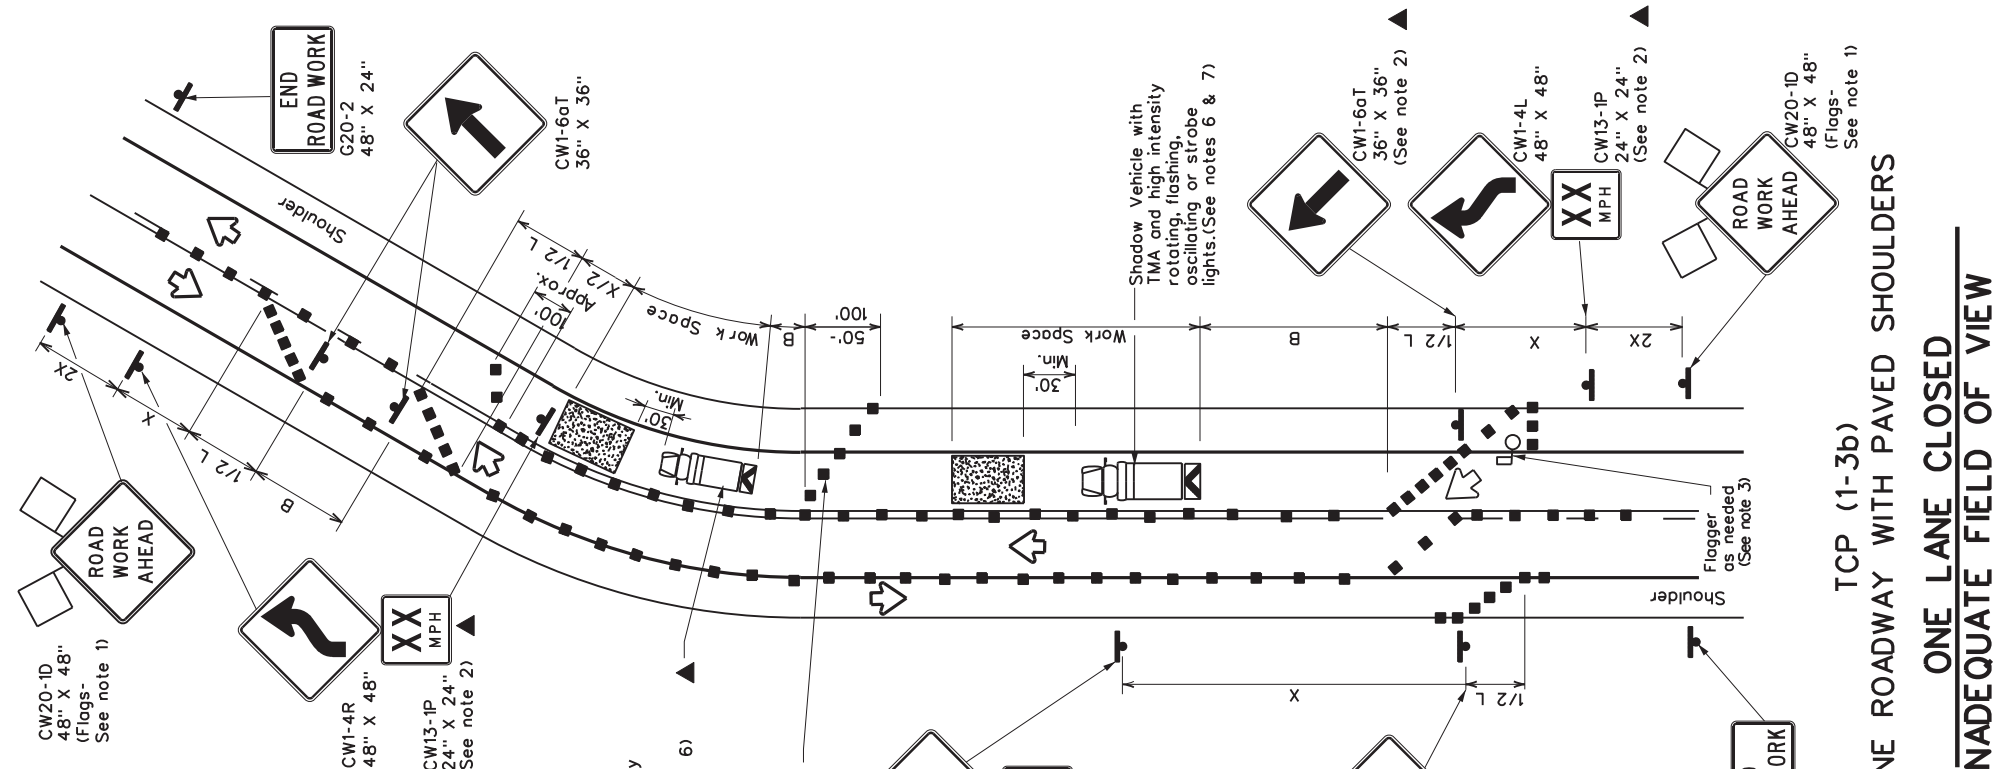 END
ROAD WORK
G20-2
48" X 24"
CW1-6aT
36" X 36"
Shoulder
1/2 L
X/2
Approx.
100'
Work Space
B
50'-
100'
30'
Min.
Shadow Vehicle with
TMA and high intensity
rotating, flashing,
oscillating or strobe
lights.(See notes 6 & 7)
Work Space
30'
Min.
B
1/2 L
X
2X
CW1-6aT
36" X 36"
(See note 2)
CW1-4L
48" X 48"
XX
MPH
CW13-1P
24" X 24"
(See note 2)
ROAD
WORK
AHEAD
CW20-1D
48" X 48"
(Flags-
See note 1)
2X
X
1/2 L
B
ROAD
WORK
AHEAD
CW20-1D
48" X 48"
(Flags-
See note 1)
CW1-4R
48" X 48"
XX
MPH
CW13-1P
24" X 24"
See note 2)
6)
X
1/2 L
Flagger
as needed
(See note 3)
Shoulder
ORK
TCP (1-3b)
NE ROADWAY WITH PAVED SHOULDERS
ONE LANE CLOSED
NADEQUATE FIELD OF VIEW